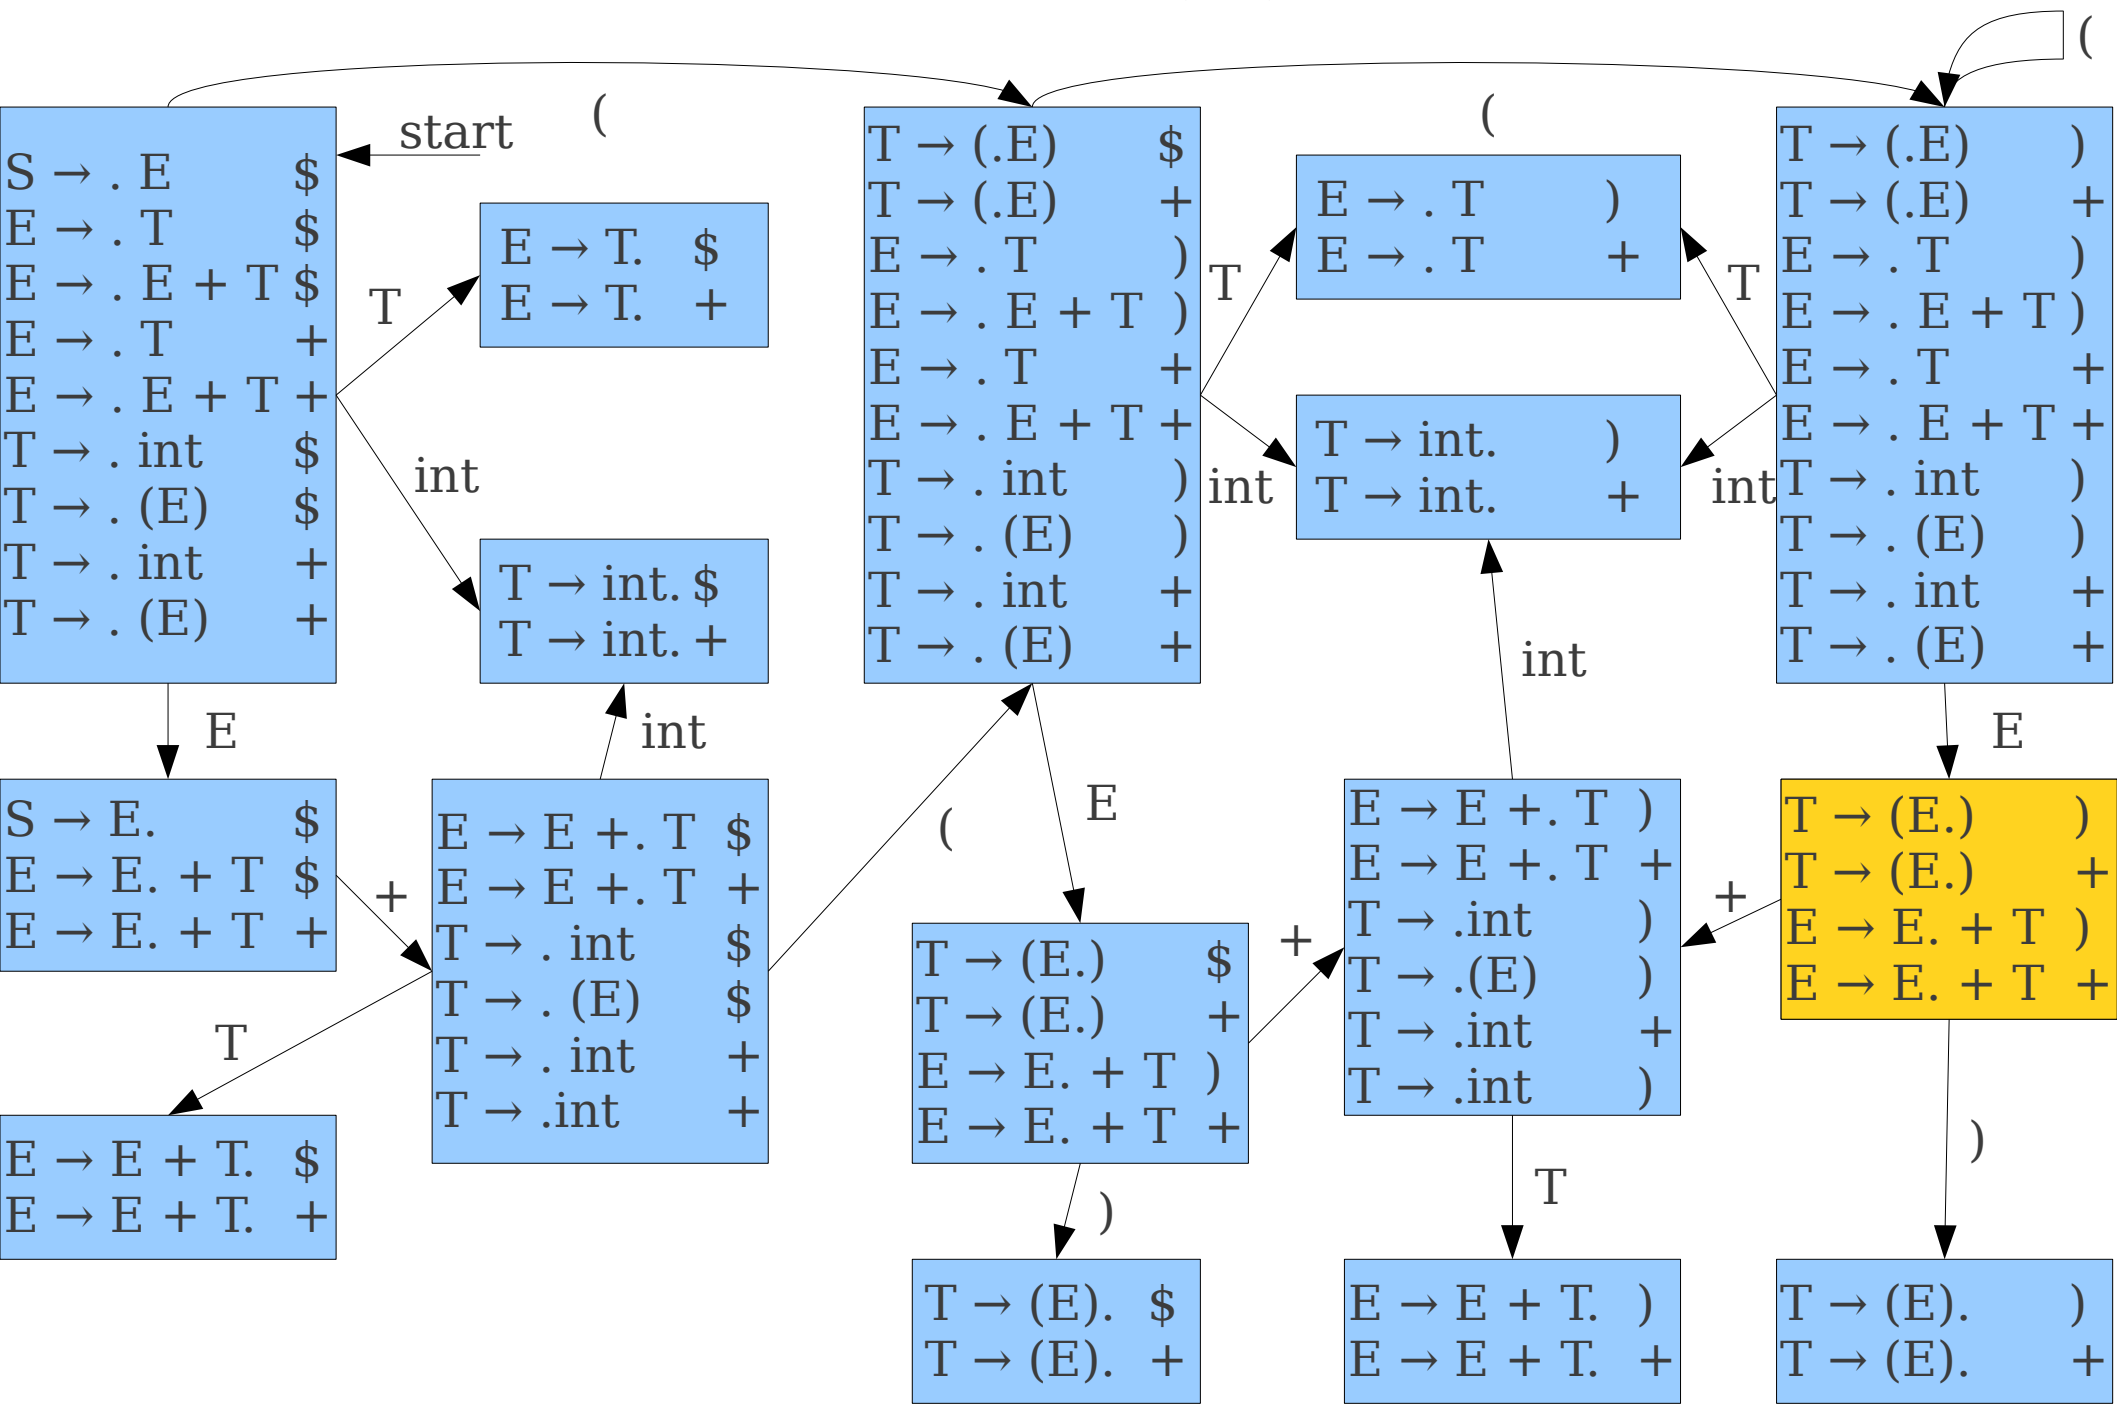 (
start
(
(
S → . E $
E → . T $
E → . E + T $
E → . T +
E → . E + T +
T → . int $
T → . (E) $
T → . int +
T → . (E) +
T
E → T. $
E → T. +
int
T → int. $
T → int. +
T → (.E) $
T → (.E) +
E → . T )
E → . E + T )
E → . T +
E → . E + T +
T → . int )
T → . (E) )
T → . int +
T → . (E) +
T
E → . T )
E → . T +
T
int
T → int. )
T → int. +
int
T → (.E) )
T → (.E) +
E → . T )
E → . E + T )
E → . T +
E → . E + T +
T → . int )
T → . (E) )
T → . int +
T → . (E) +
E
int
(
E
int
E
S → E. $
E → E. + T $
E → E. + T +
+
E → E +. T $
E → E +. T +
T → . int $
T → . (E) $
T → . int +
T → .int +
T
E → E + T. $
E → E + T. +
T → (E.) $
T → (E.) +
E → E. + T )
E → E. + T +
+
E → E +. T )
E → E +. T +
T → .int )
T → .(E) )
T → .int +
T → .int )
+
T → (E.) )
T → (E.) +
E → E. + T )
E → E. + T +
)
T
)
T → (E). $
T → (E). +
E → E + T. )
E → E + T. +
T → (E). )
T → (E). +